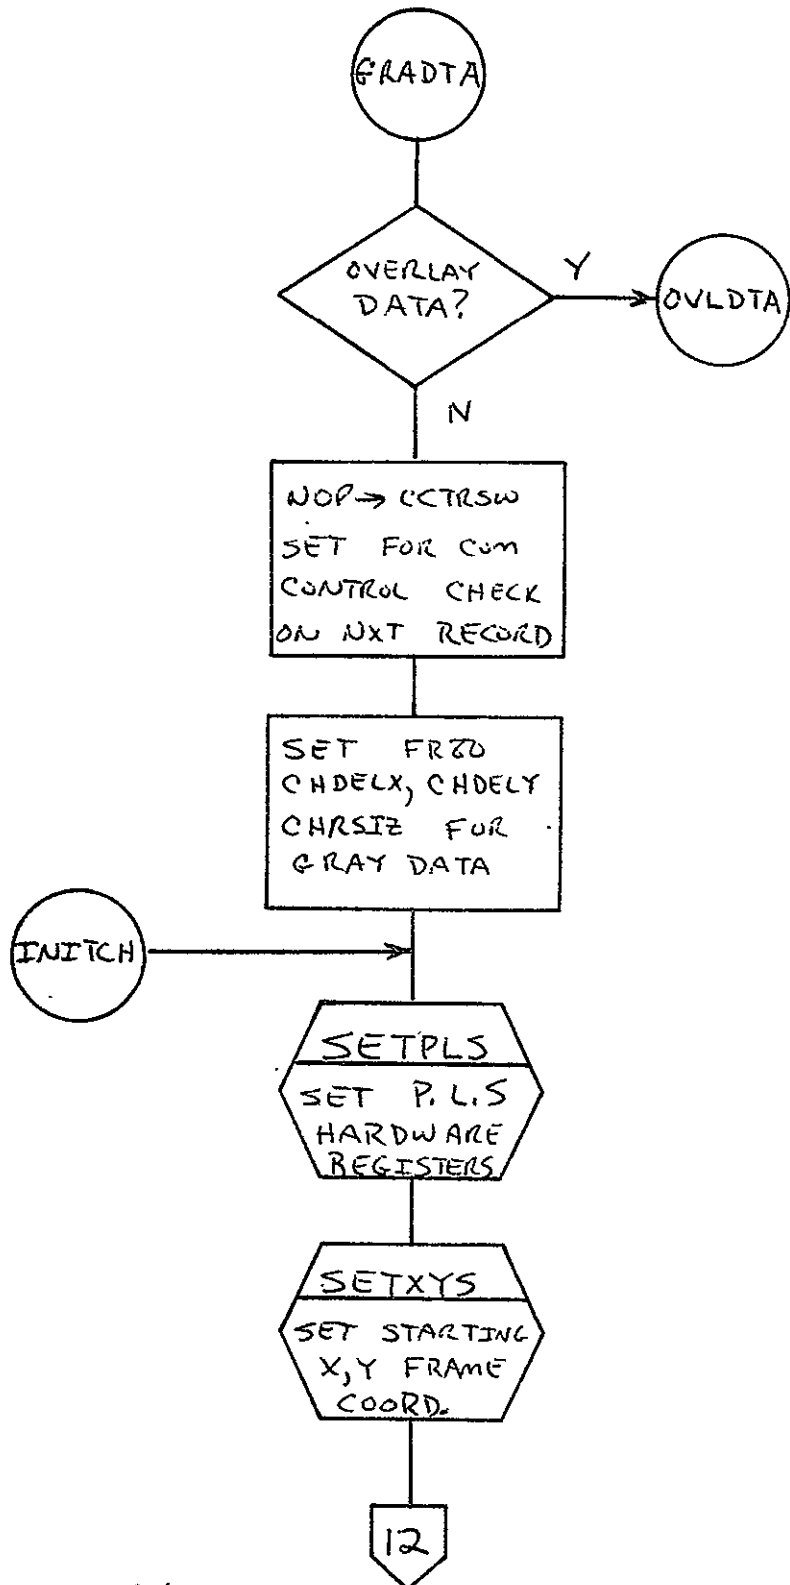 GRADTA
OVERLAY
DATA?
Y
OVLDTA
N
NOP→ CCTRSW
SET FOR COM
CONTROL CHECK
ON NXT RECORD
SET FR80
CHDELX, CHDELY
CHRSIZ FOR
GRAY DATA
INITCH
SETPLS
SET P.L.S
HARDWARE
REGISTERS
SETXYS
SET STARTING
X,Y FRAME
COORD.
12